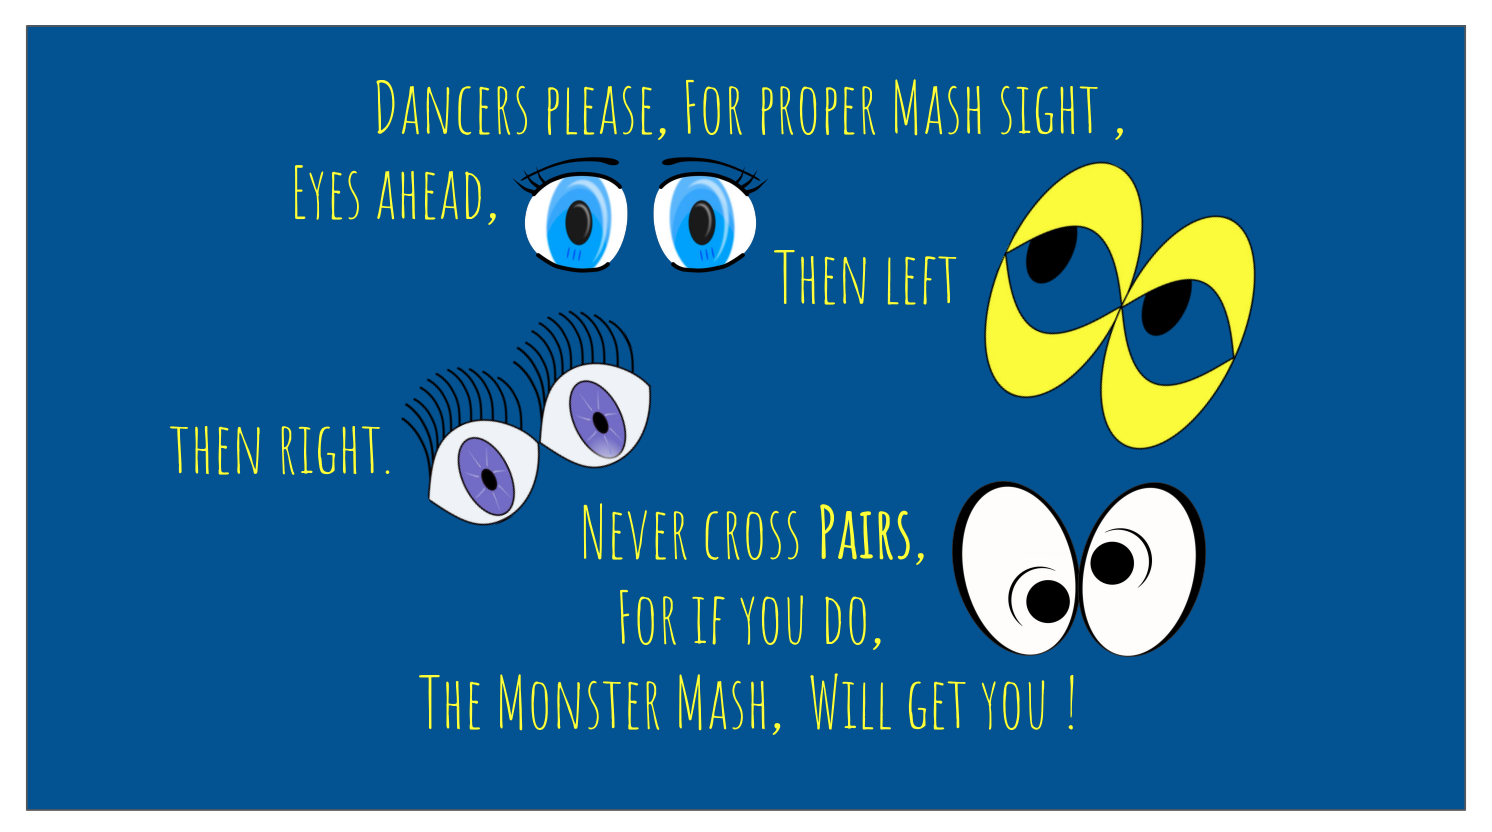 Dancers please, For proper Mash sight ,
Eyes ahead,
Then left
then right.
Never cross Pairs,
For if you do,
The Monster Mash, Will get you !